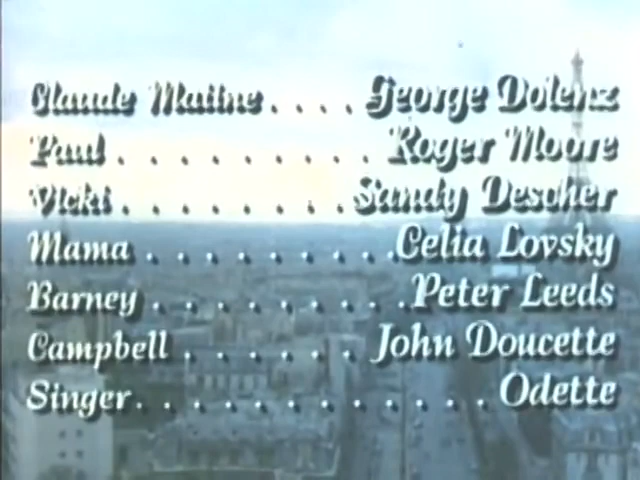 Claude Matine.... George Dolenz
Paul.......... Roger Moore
Vicki......... Sandy Descher
Mama.......... Celia Lovsky
Barney.......... Peter Leeds
Campbell...... John Doucette
Singer............. Odette